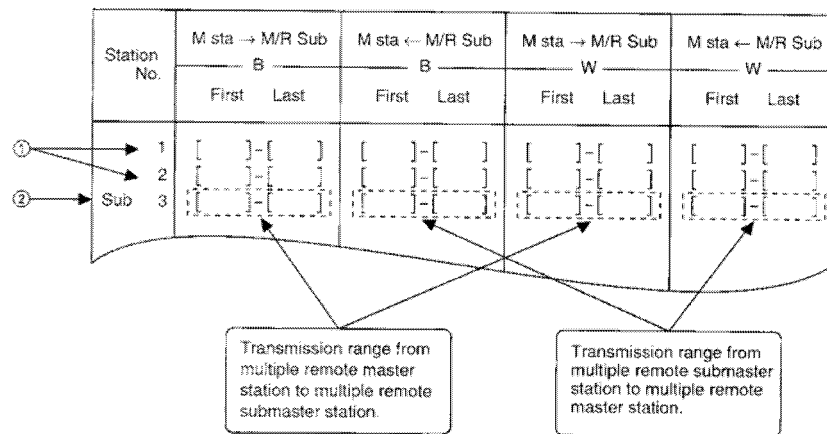 Station No.
M sta → M/R Sub
M sta ← M/R Sub
M sta → M/R Sub
M sta ← M/R Sub
B
B
W
W
First Last
First Last
First Last
First Last
① 1 [ ]–[ ] [ ]–[ ] [ ]–[ ] [ ]–[ ]
2 [ ]–[ ] [ ]–[ ] [ ]–[ ] [ ]–[ ]
② Sub 3 [ ]–[ ] [ ]–[ ] [ ]–[ ] [ ]–[ ]
Transmission range from
multiple remote master
station to multiple remote
submaster station.
Transmission range from
multiple remote submaster
station to multiple remote
master station.